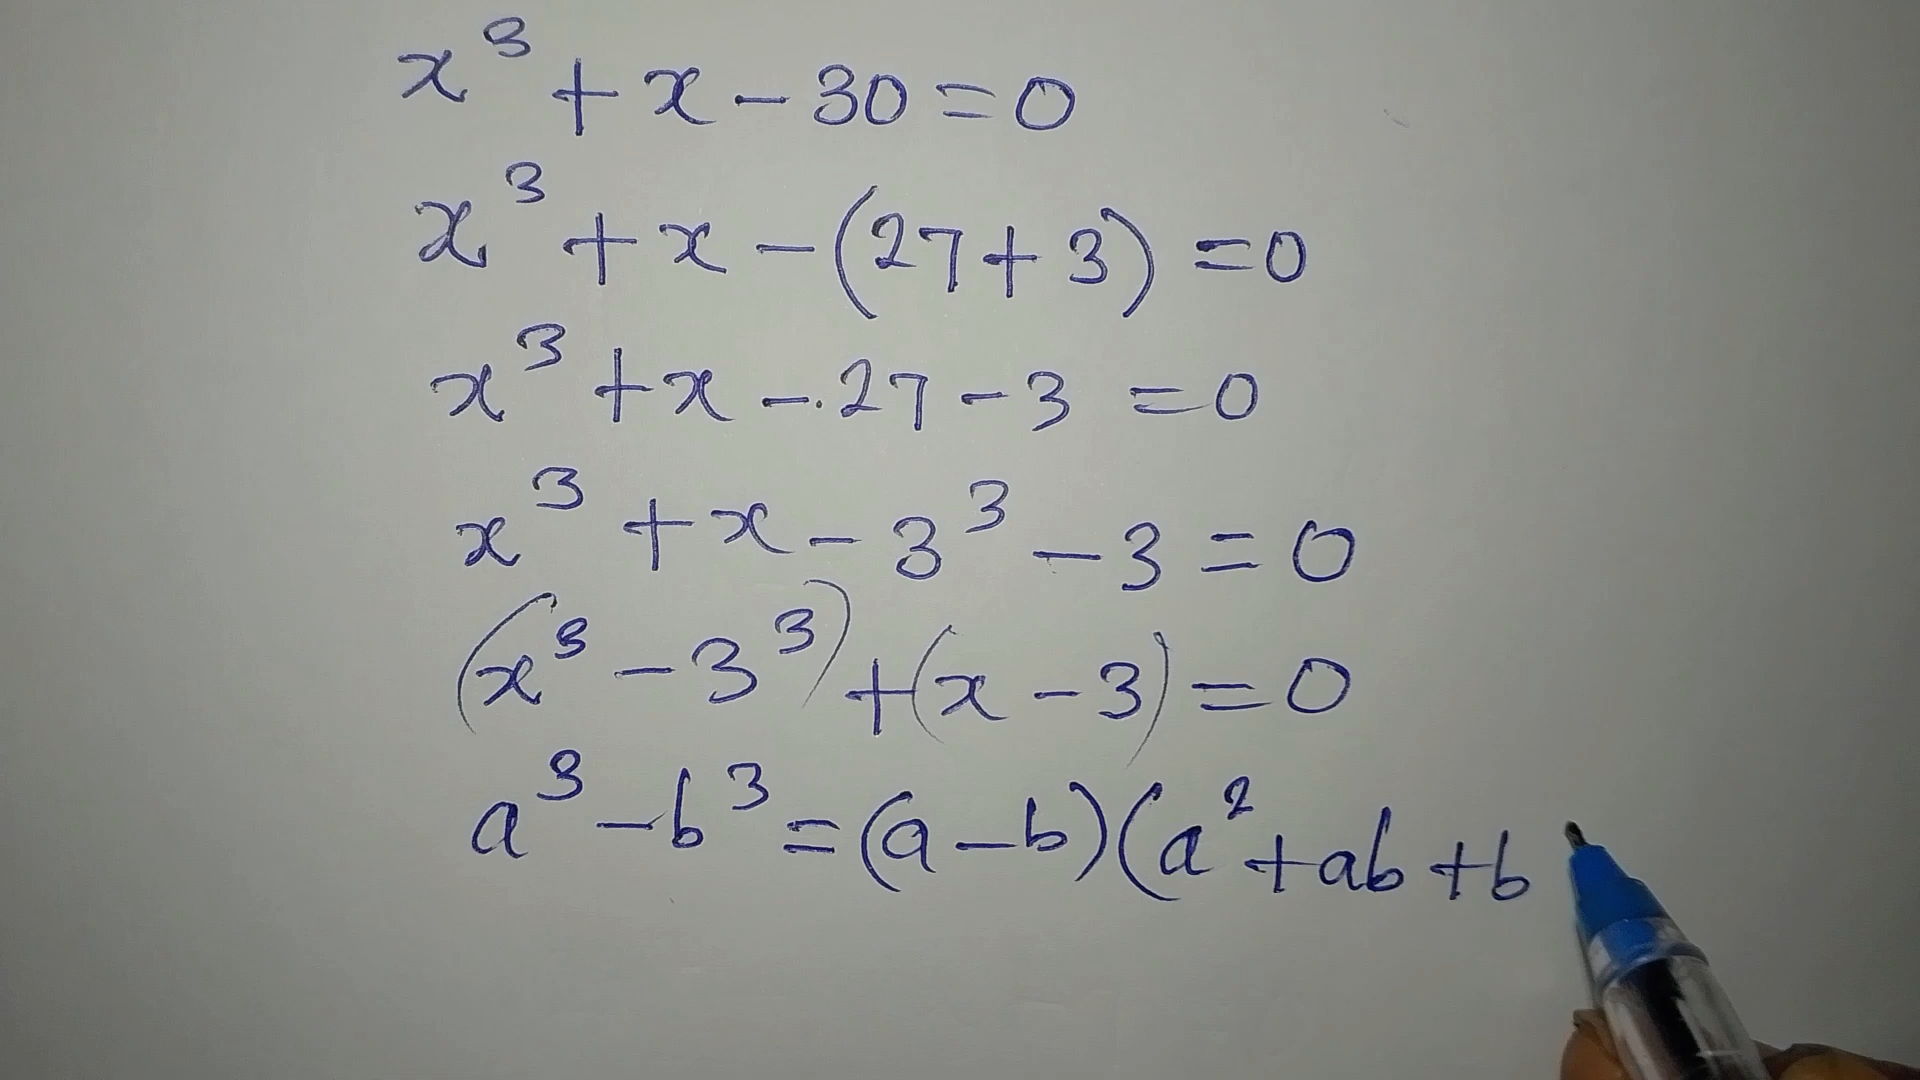 x³ + x - 30 = 0
x³ + x - (27 + 3) = 0
x³ + x - 27 - 3 = 0
x³ + x - 3³ - 3 = 0
(x³ - 3³) + (x - 3) = 0
a³ - b³ = (a - b)(a² + ab + b